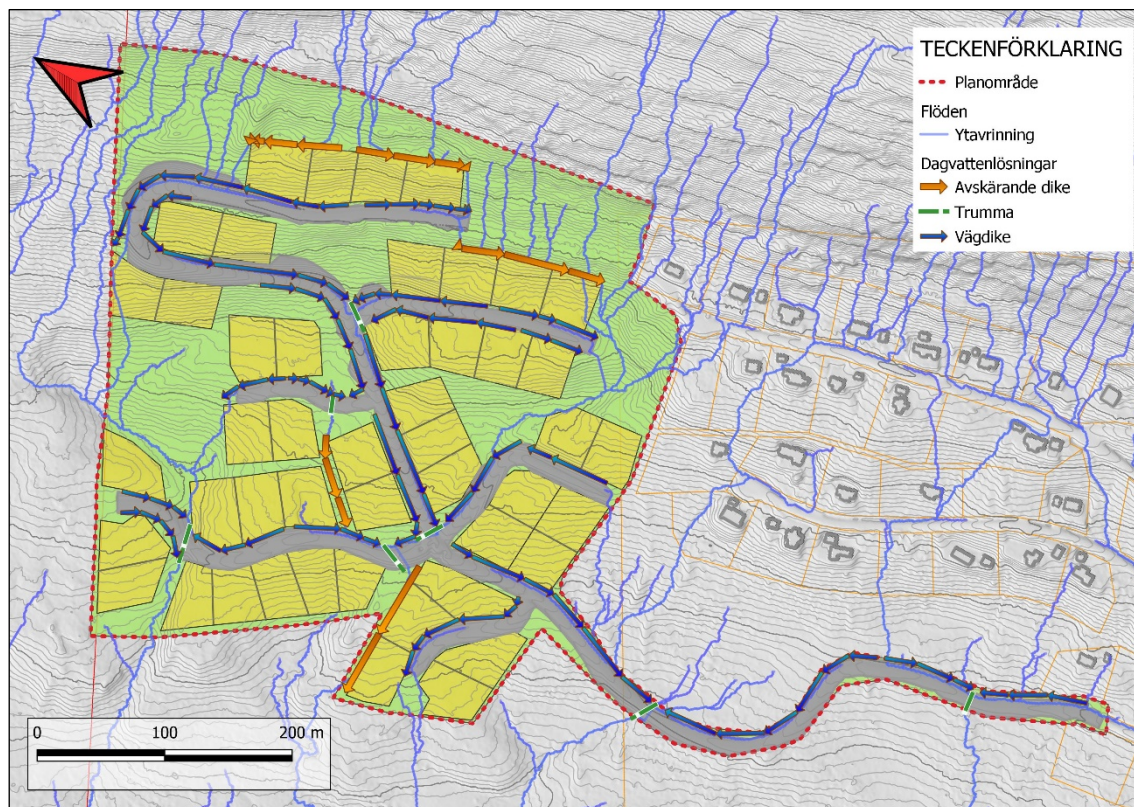 TECKENFÖRKLARING
Planområde
Flöden
Ytavrinning
Dagvattenlösningar
Avskärande dike
Trumma
Vägdike
0 100 200 m